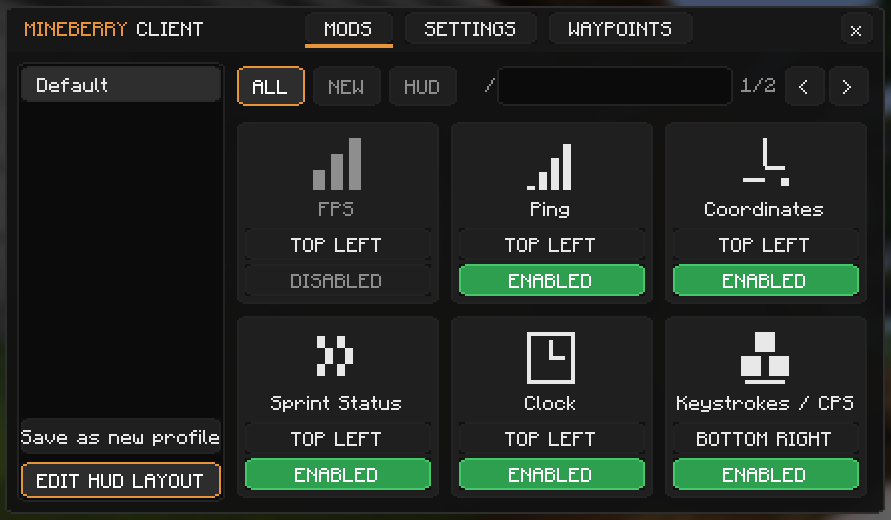 MINEBERRY CLIENT MODS SETTINGS WAYPOINTS x
Default
ALL NEW HUD / 1/2 < >
FPS Ping Coordinates
TOP LEFT TOP LEFT TOP LEFT
DISABLED ENABLED ENABLED
Sprint Status Clock Keystrokes / CPS
Save as new profile TOP LEFT TOP LEFT BOTTOM RIGHT
EDIT HUD LAYOUT ENABLED ENABLED ENABLED